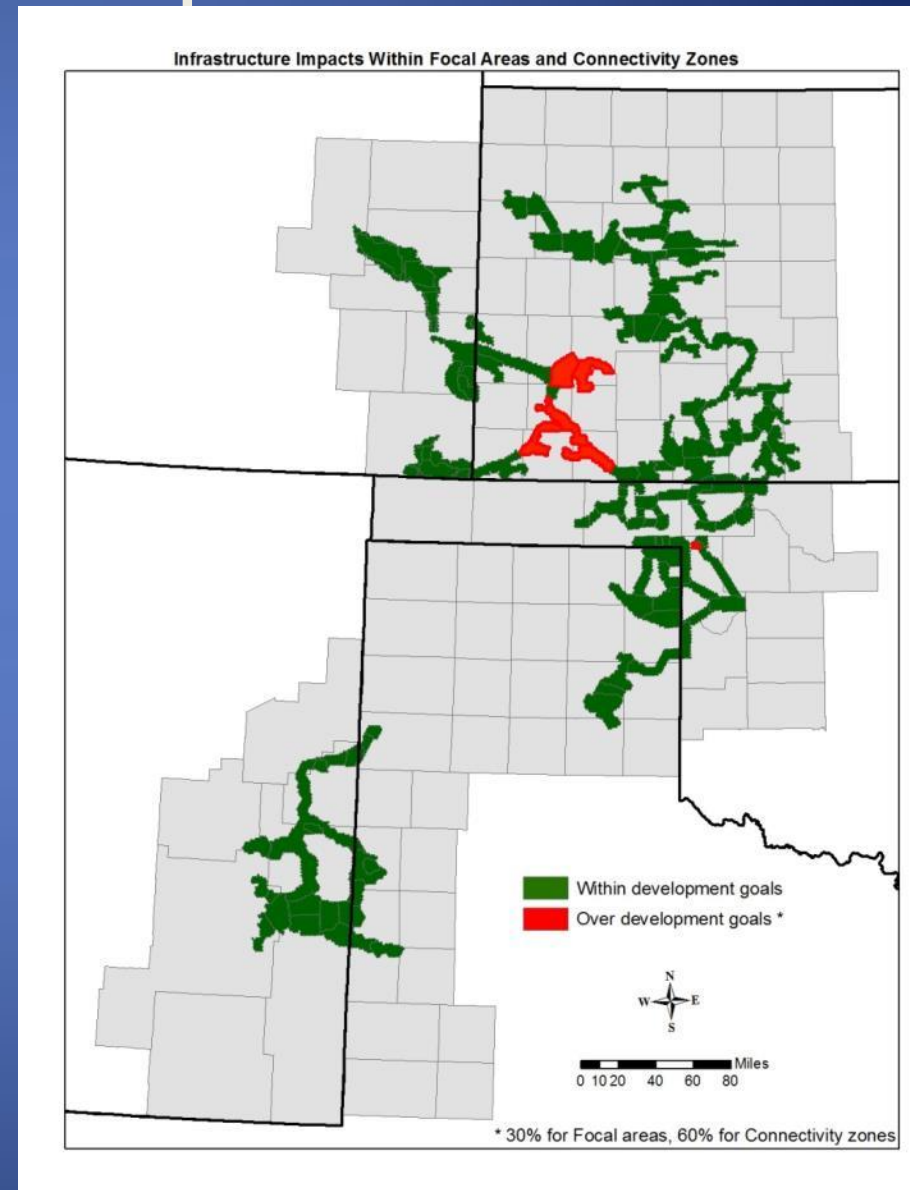 Infrastructure Impacts Within Focal Areas and Connectivity Zones
Within development goals
Over development goals *
N
W E
S
Miles
0 10 20 40 60 80
* 30% for Focal areas, 60% for Connectivity zones